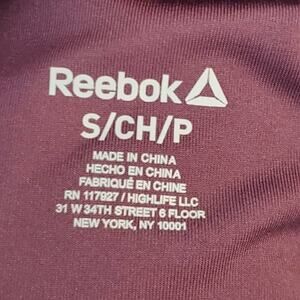 Reebok
S/CH/P
MADE IN CHINA
HECHO EN CHINA
FABRIQUÉ EN CHINE
RN 117927 / HIGHLIFE LLC
31 W 34TH STREET 6 FLOOR
NEW YORK, NY 10001